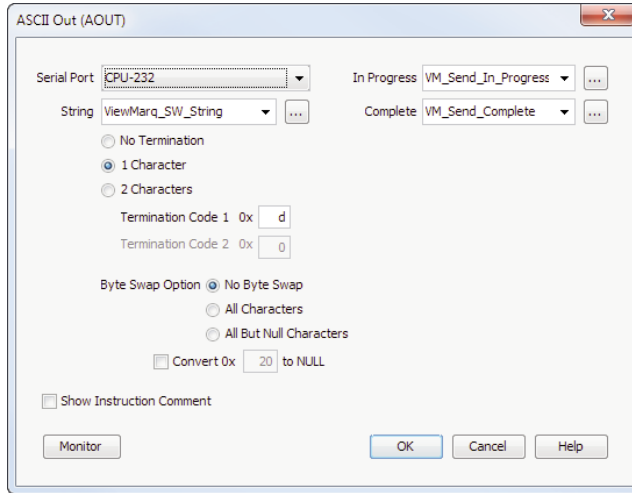 ASCII Out (AOUT)
Serial Port CPU-232 In Progress VM_Send_In_Progress ...
String ViewMarq_SW_String ... Complete VM_Send_Complete ...
No Termination
1 Character
2 Characters
Termination Code 1 0x d
Termination Code 2 0x 0
Byte Swap Option No Byte Swap
All Characters
All But Null Characters
Convert 0x 20 to NULL
Show Instruction Comment
Monitor OK Cancel Help